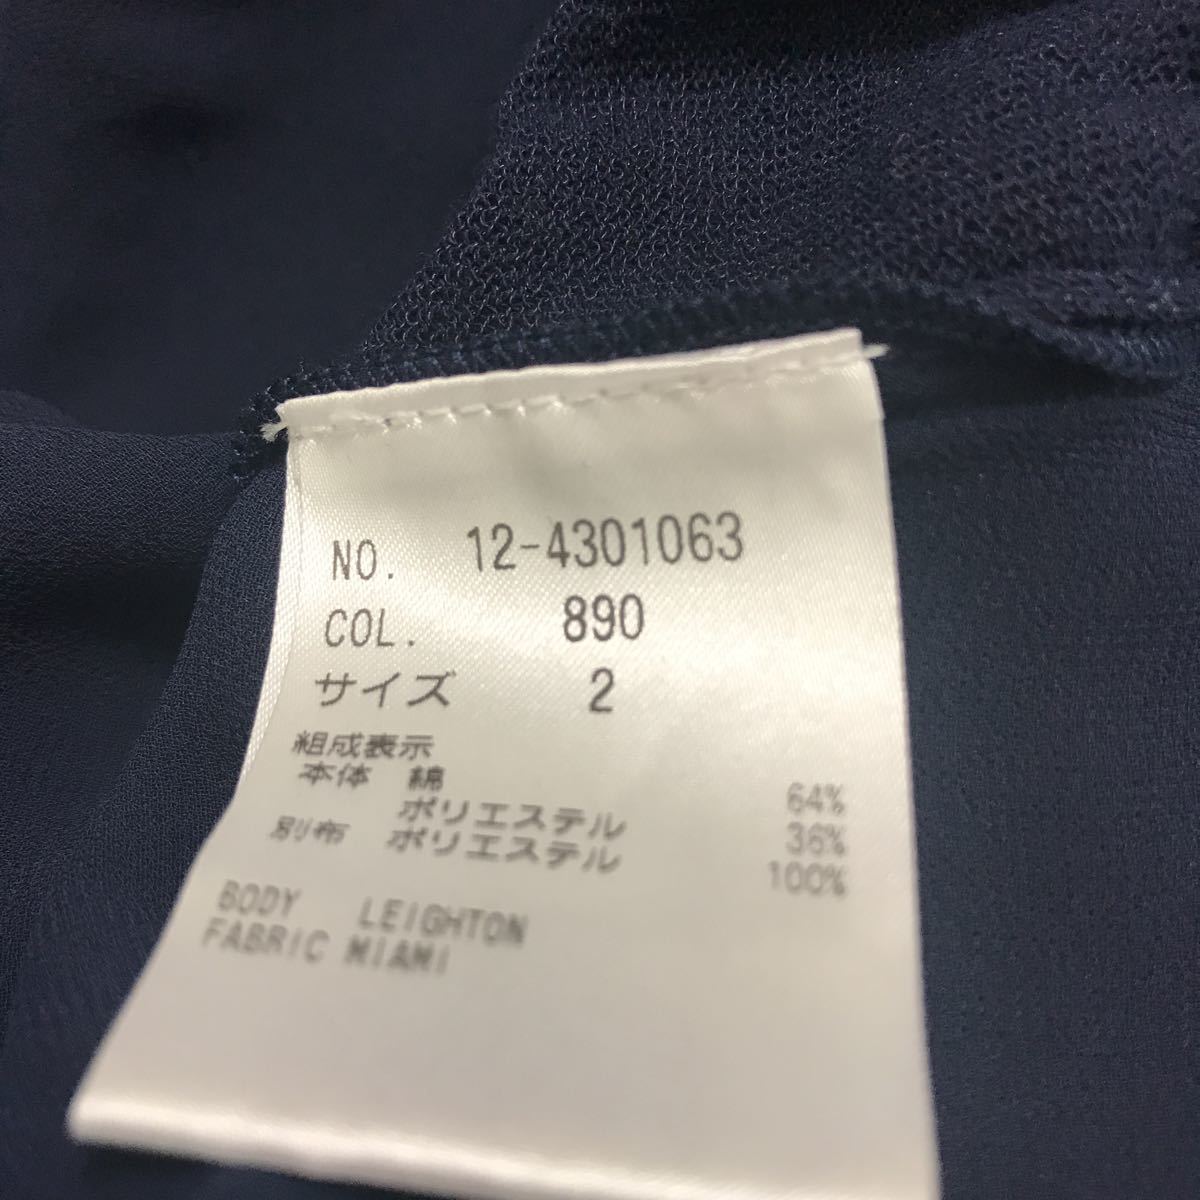 NO. 12-4301063
COL. 890
サイズ 2
組成表示
本体 綿 64%
ポリエステル 36%
別布 ポリエステル 100%
BODY LEIGHTON
FABRIC MIAMI